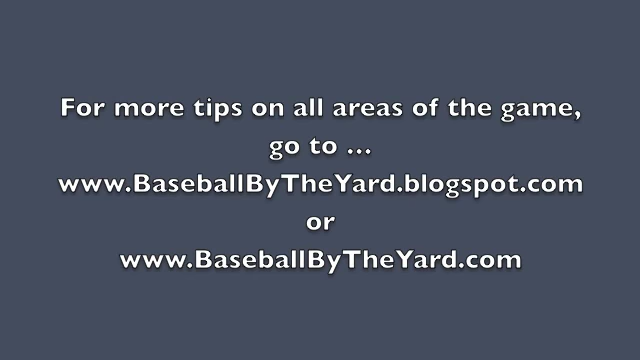 For more tips on all areas of the game,
go to ...
www.BaseballByTheYard.blogspot.com
or
www.BaseballByTheYard.com